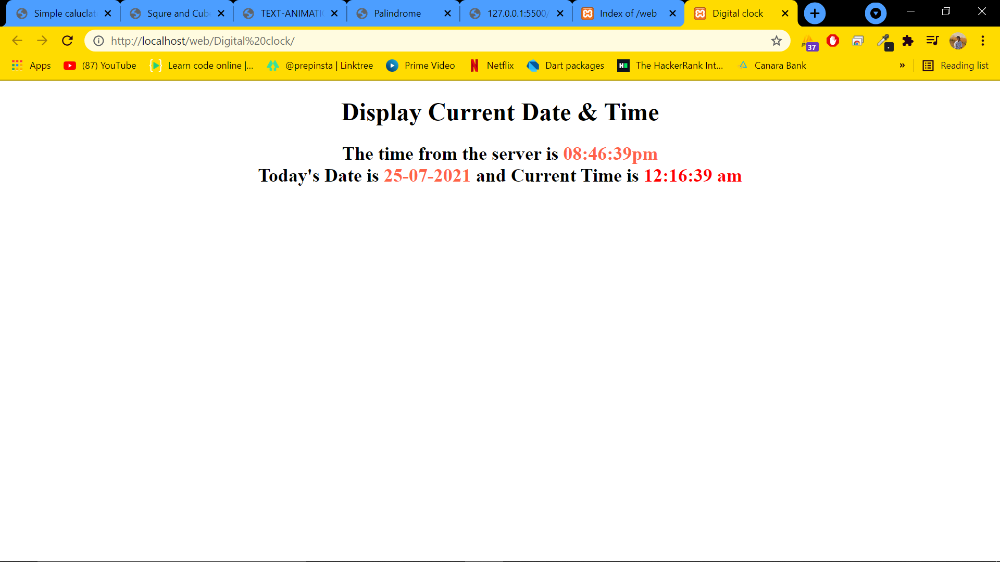 Simple caluclat
Squre and Cub
TEXT-ANIMATI
Palindrome
127.0.0.1:5500/
Index of /web
Digital clock
http://localhost/web/Digital%20clock/
37
Apps
(87) YouTube
Learn code online |...
@prepinsta | Linktree
Prime Video
Netflix
Dart packages
The HackerRank Int...
Canara Bank
»
Reading list
Display Current Date & Time
The time from the server is 08:46:39pm
Today's Date is 25-07-2021 and Current Time is 12:16:39 am